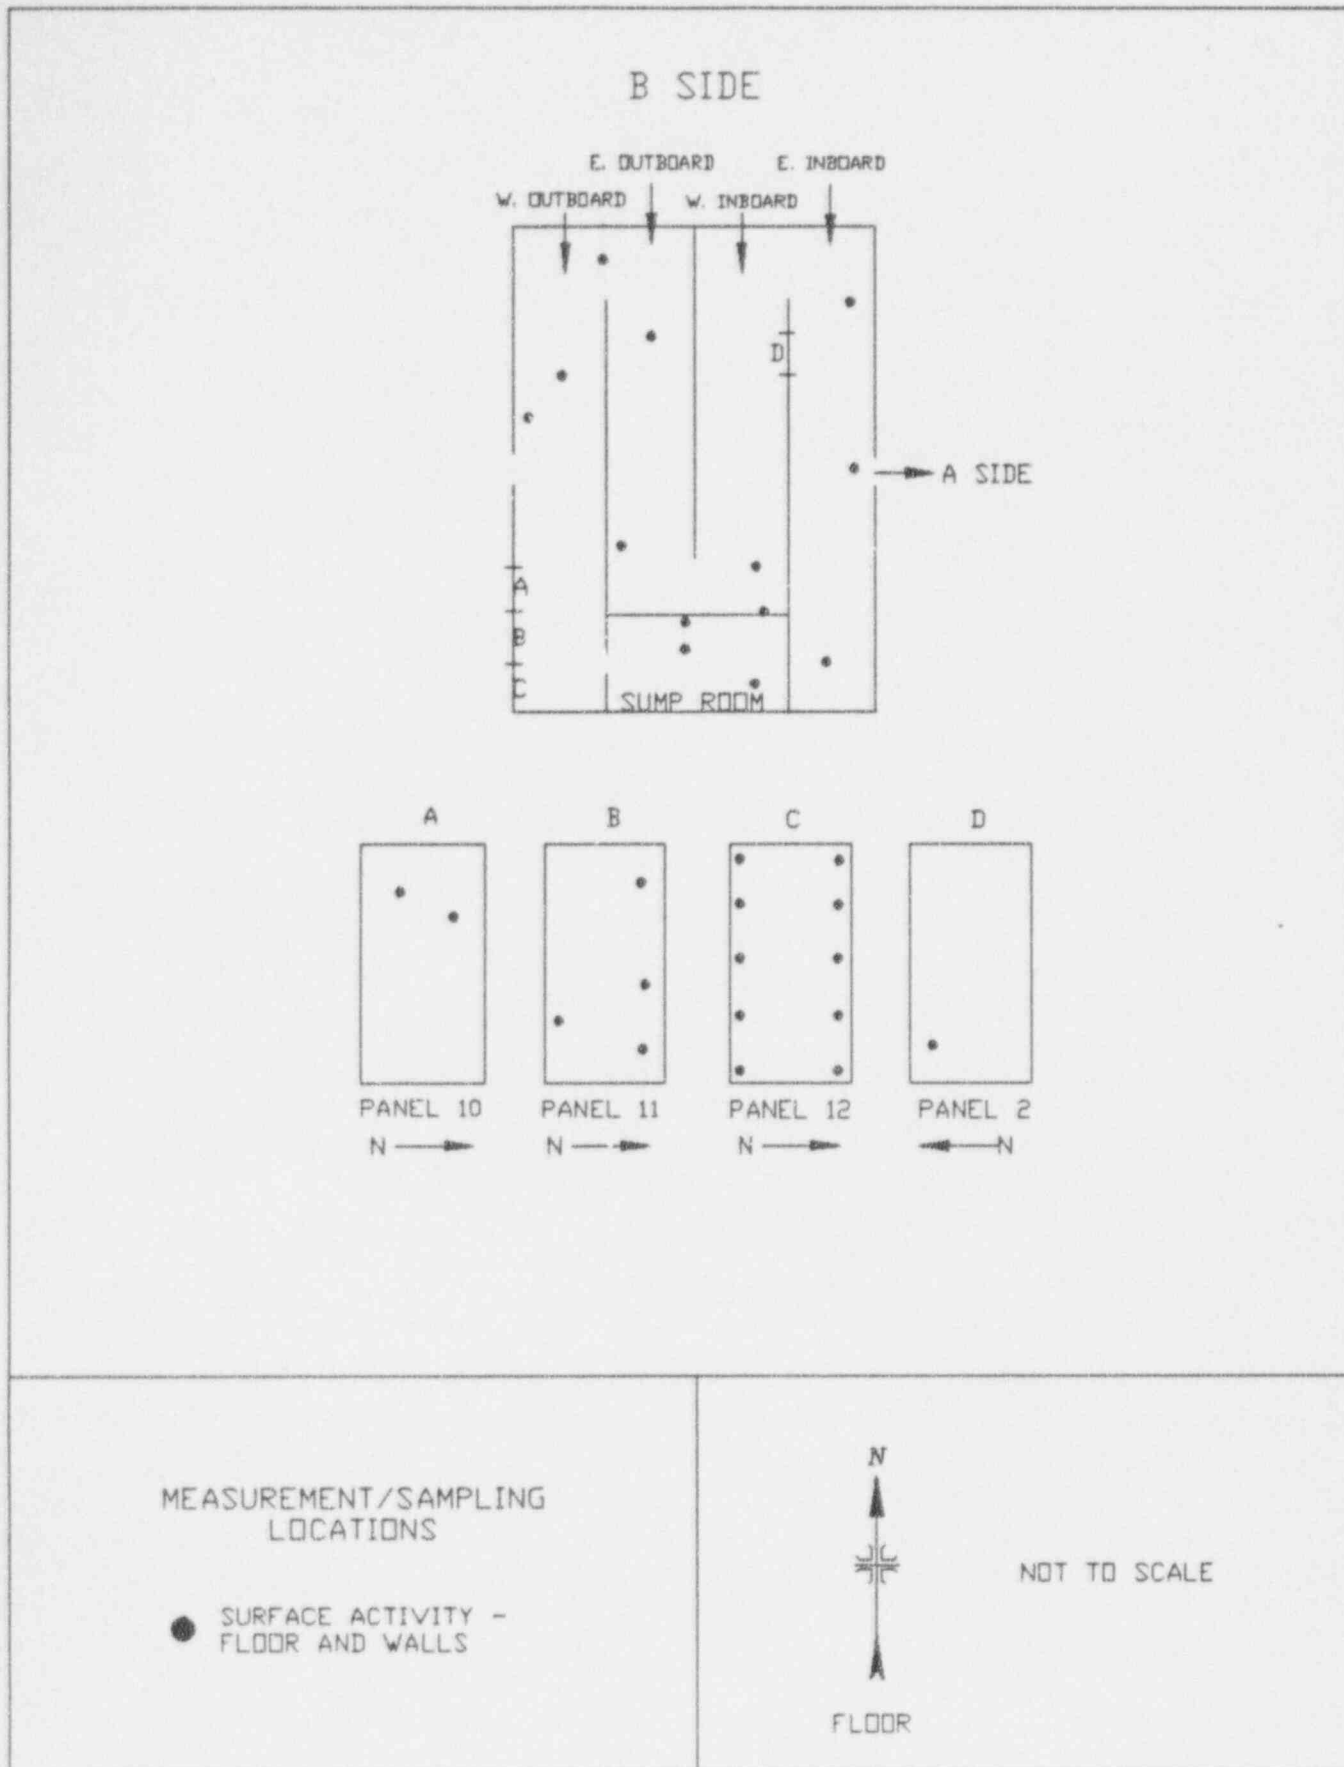 B SIDE
E. OUTBOARD
E. INBOARD
W. OUTBOARD
W. INBOARD
D
A SIDE
A
B
C
SUMP ROOM
A
B
C
D
PANEL 10
PANEL 11
PANEL 12
PANEL 2
N
N
N
N
MEASUREMENT/SAMPLING
LOCATIONS
SURFACE ACTIVITY -
FLOOR AND WALLS
N
NOT TO SCALE
FLOOR